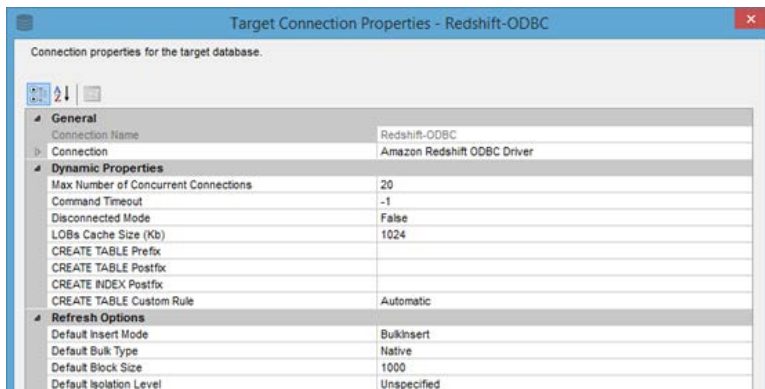 Target Connection Properties - Redshift-ODBC
Connection properties for the target database.
General
Connection Name Redshift-ODBC
Connection Amazon Redshift ODBC Driver
Dynamic Properties
Max Number of Concurrent Connections 20
Command Timeout -1
Disconnected Mode False
LOBs Cache Size (Kb) 1024
CREATE TABLE Prefix
CREATE TABLE Postfix
CREATE INDEX Postfix
CREATE TABLE Custom Rule Automatic
Refresh Options
Default Insert Mode BulkInsert
Default Bulk Type Native
Default Block Size 1000
Default Isolation Level Unspecified